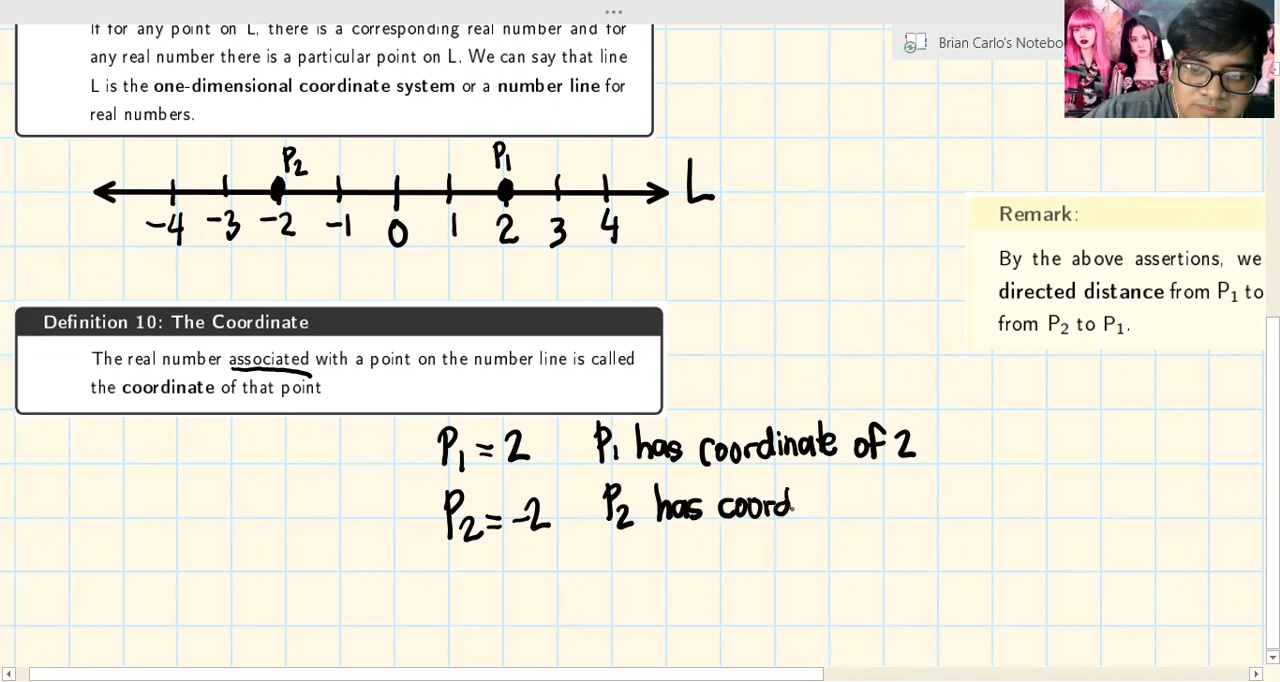 If for any point on L, there is a corresponding real number and for
any real number there is a particular point on L. We can say that line
L is the one-dimensional coordinate system or a number line for
real numbers.
Brian Carlo's Notebo
P2 P1
L
-4 -3 -2 -1 0 1 2 3 4
Remark:
By the above assertions, we
directed distance from P1 to
from P2 to P1.
Definition 10: The Coordinate
The real number associated with a point on the number line is called
the coordinate of that point
P1 = 2 P1 has coordinate of 2
P2 = -2 P2 has coord